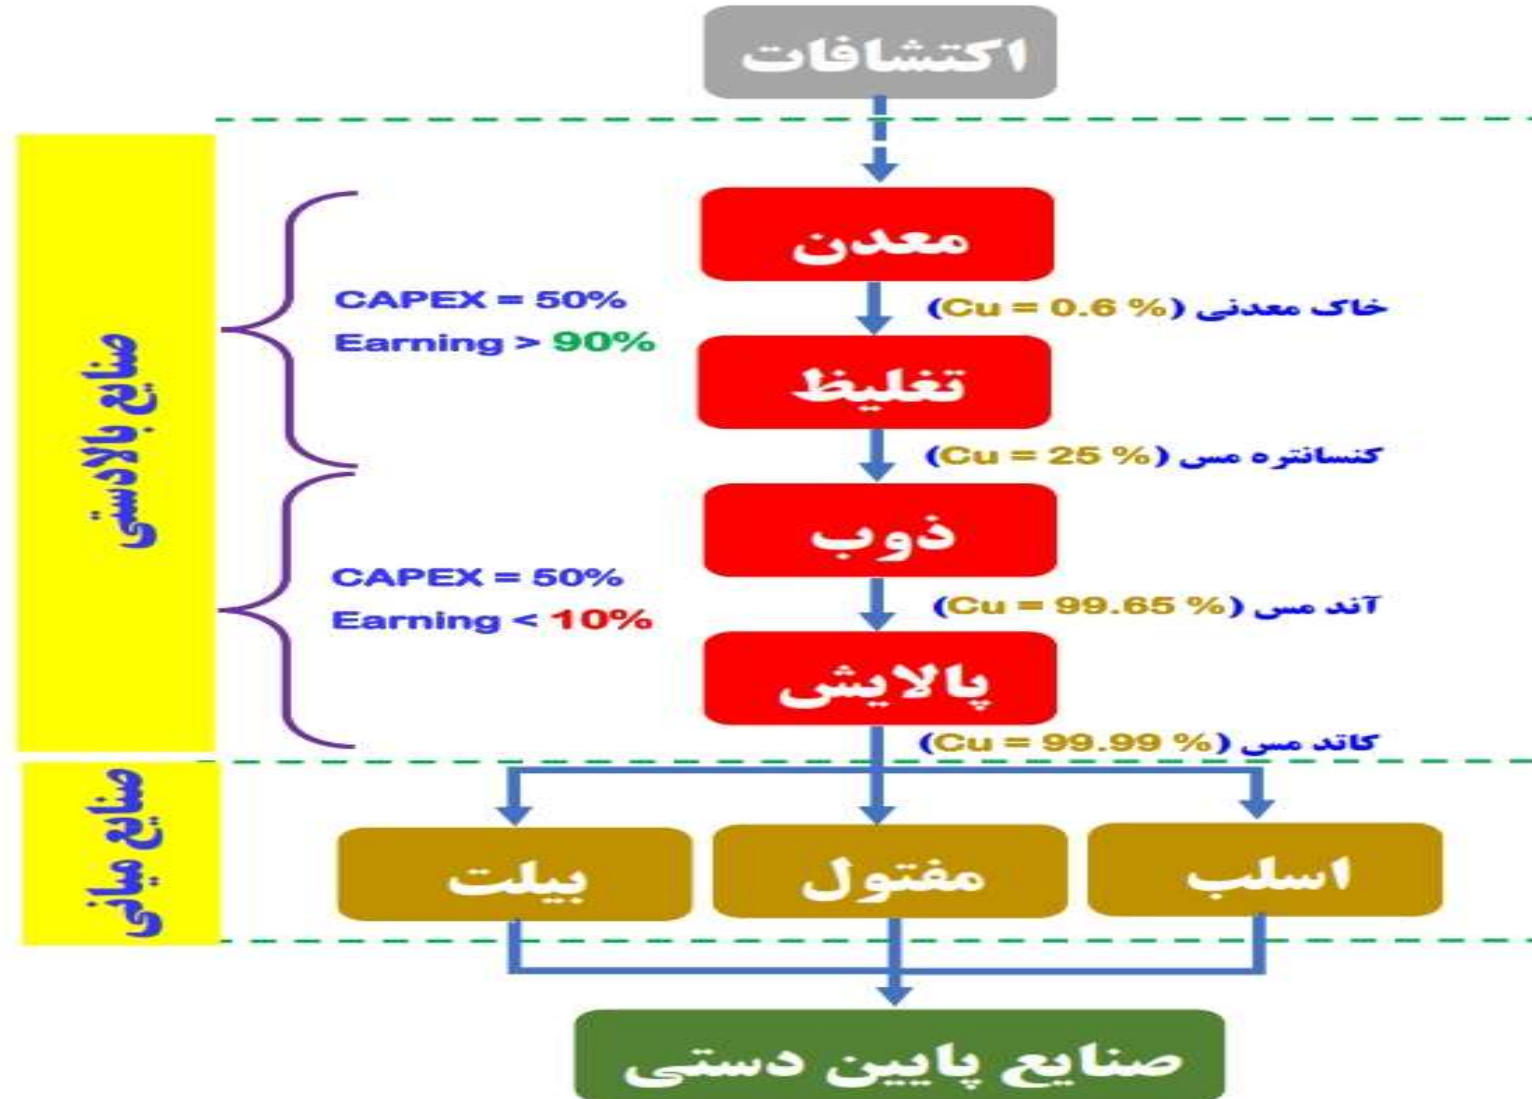 اکتشافات
صنایع بالادستی
معدن
CAPEX = 50%
Earning > 90%
خاک معدنی (Cu = 0.6 %)
تغلیظ
کنسانتره مس (Cu = 25 %)
ذوب
CAPEX = 50%
Earning < 10%
آند مس (Cu = 99.65 %)
پالایش
کاتد مس (Cu = 99.99 %)
صنایع میانی
اسلب
مفتول
بیلت
صنایع پایین دستی